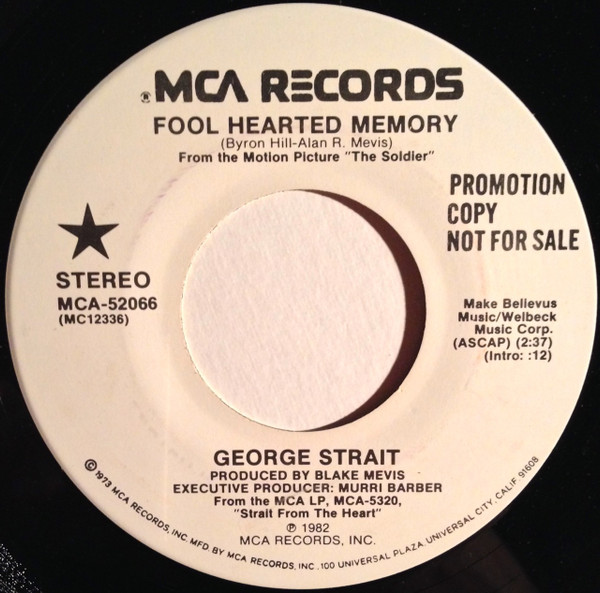 MCA RECORDS
FOOL HEARTED MEMORY
(Byron Hill-Alan R. Mevis)
From the Motion Picture "The Soldier"
PROMOTION
COPY
NOT FOR SALE
STEREO
MCA-52066
(MC12336)
Make Bellevus
Music/Welbeck
Music Corp.
(ASCAP) (2:37)
(Intro: :12)
GEORGE STRAIT
PRODUCED BY BLAKE MEVIS
EXECUTIVE PRODUCER: MURRI BARBER
From the MCA LP, MCA-5320,
"Strait From The Heart"
℗ 1982
MCA RECORDS, INC.
©1973 MCA RECORDS, INC. MFD. BY MCA RECORDS, INC., 100 UNIVERSAL PLAZA, UNIVERSAL CITY, CALIF. 91608